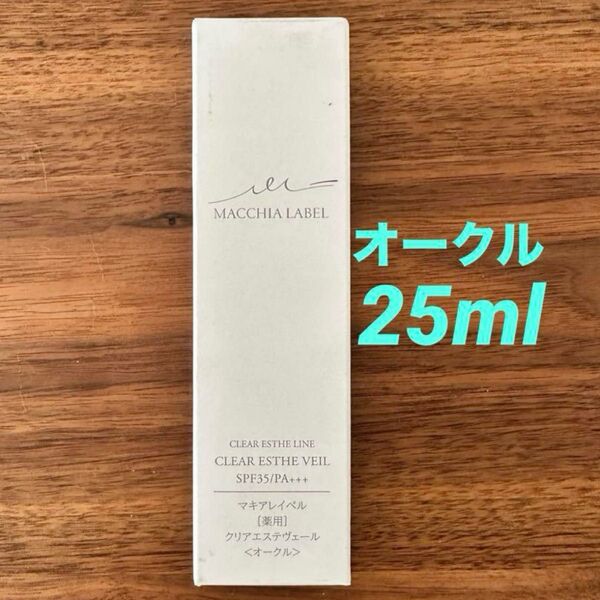 MACCHIA LABEL
オークル
25ml
CLEAR ESTHE LINE
CLEAR ESTHE VEIL
SPF35/PA+++
マキアレイベル
[薬用]
クリアエステヴェール
<オークル>